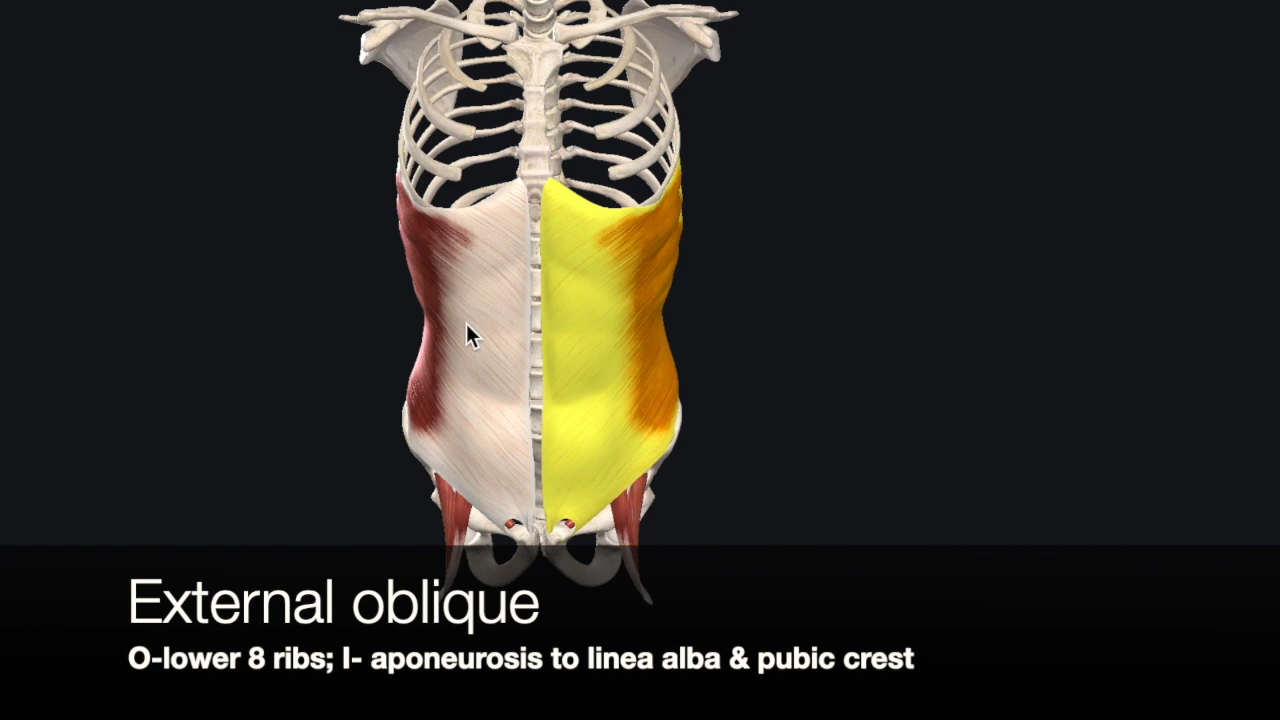 External oblique
O-lower 8 ribs; I- aponeurosis to linea alba & pubic crest